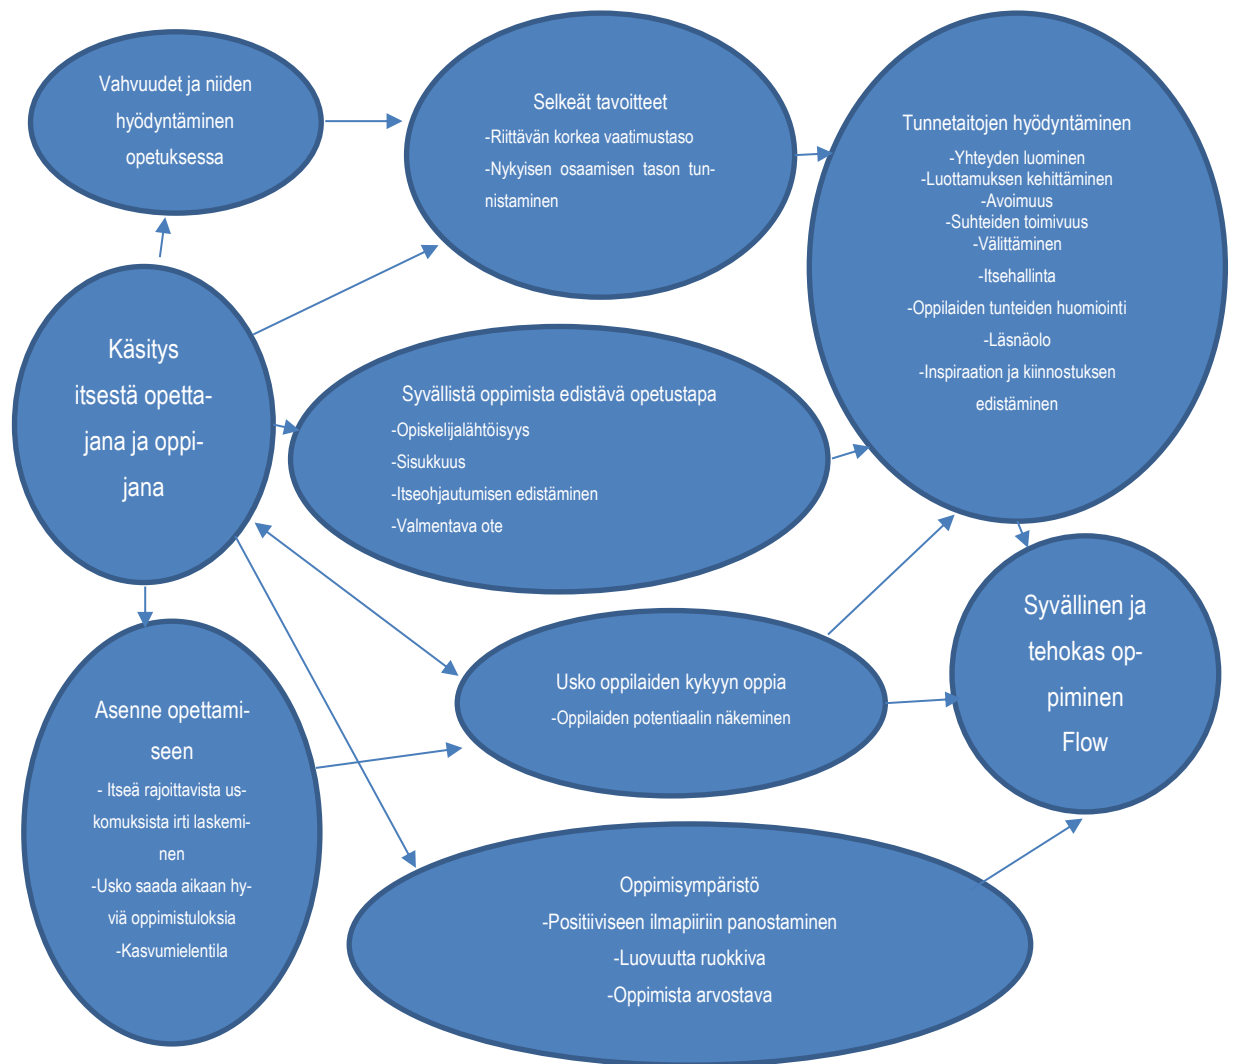 Vahvuudet ja niiden
hyödyntäminen
opetuksessa
Selkeät tavoitteet
-Riittävän korkea vaatimustaso
-Nykyisen osaamisen tason tun-
nistaminen
Tunnetaitojen hyödyntäminen
-Yhteyden luominen
-Luottamuksen kehittäminen
-Avoimuus
-Suhteiden toimivuus
-Välittäminen
-Itsehallinta
-Oppilaiden tunteiden huomiointi
-Läsnäolo
-Inspiraation ja kiinnostuksen
edistäminen
Käsitys
itsestä opetta-
jana ja oppi-
jana
Syvällistä oppimista edistävä opetustapa
-Opiskelijalähtöisyys
-Sisukkuus
-Itseohjautumisen edistäminen
-Valmentava ote
Usko oppilaiden kykyyn oppia
-Oppilaiden potentiaalin näkeminen
Syvällinen ja
tehokas op-
piminen
Flow
Asenne opettami-
seen
- Itseä rajoittavista us-
komuksista irti laskemi-
nen
-Usko saada aikaan hy-
viä oppimistuloksia
-Kasvumielentila
Oppimisympäristö
-Positiiviseen ilmapiiriin panostaminen
-Luovuutta ruokkiva
-Oppimista arvostava